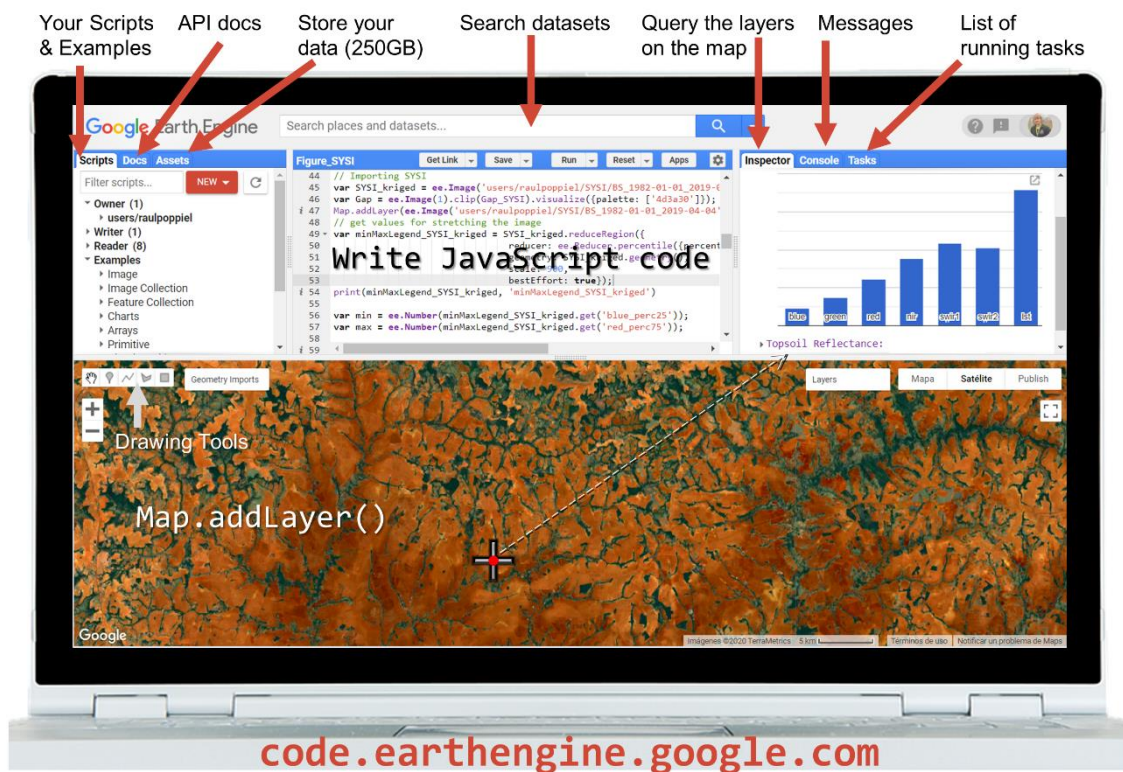 Your Scripts
& Examples
API docs
Store your
data (250GB)
Search datasets
Query the layers
on the map
Messages
List of
running tasks
Google Earth Engine
Search places and datasets...
Scripts Docs Assets
Filter scripts...
NEW
Owner (1)
users/raulpoppiel
Writer (1)
Reader (8)
Examples
Image
Image Collection
Feature Collection
Charts
Arrays
Primitive
Figure_SYSI
Get Link Save Run Reset Apps
44 // Importing SYSI
45 var SYSI_kriged = ee.Image('users/raulpoppiel/SYSI/BS_1982-01-01_2019-
46 var Gap = ee.Image(1).clip(Gap_SYSI).visualize({palette: ['4d3a30']});
i 47 Map.addLayer(ee.Image('users/raulpoppiel/SYSI/BS_1982-01-01_2019-04-04'
48 // get values for stretching the image
49 var minMaxLegend_SYSI_kriged = SYSI_kriged.reduceRegion({
50 reducer: ee.Reducer.percentile({percent
51
52
53 bestEffort: true});
i 54 print(minMaxLegend_SYSI_kriged, 'minMaxLegend_SYSI_kriged')
55
56 var min = ee.Number(minMaxLegend_SYSI_kriged.get('blue_perc25'));
57 var max = ee.Number(minMaxLegend_SYSI_kriged.get('red_perc75'));
58
i 59
Write JavaScript code
Inspector Console Tasks
blue green red nir swir1 swir2 lst
Topsoil Reflectance:
Geometry Imports
Layers
Mapa Satélite Publish
+
−
Drawing Tools
Map.addLayer()
Google
Imágenes ©2020 TerraMetrics
5 km
Términos de uso
Notificar un problema de Maps
code.earthengine.google.com